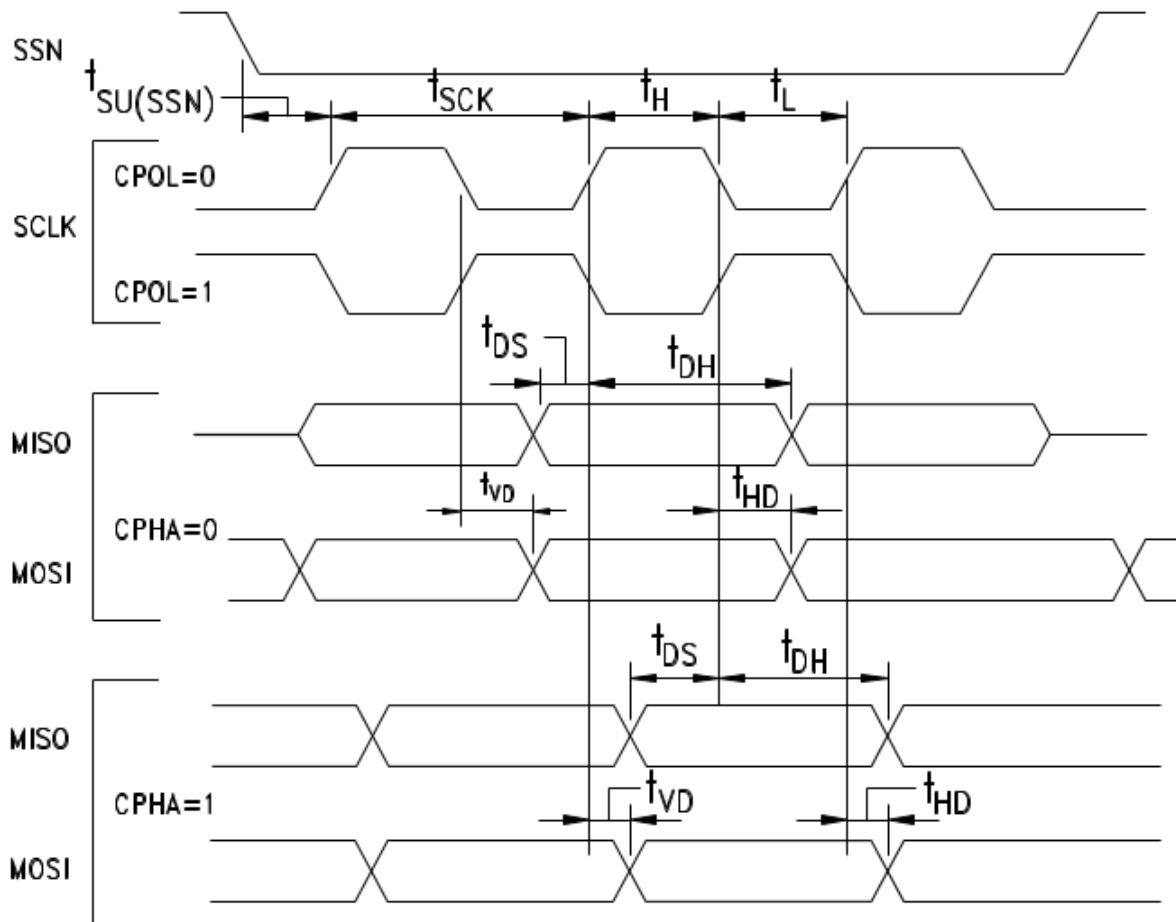 SSN
tSU(SSN)
tSCK
tH
tL
CPOL=0
SCLK
CPOL=1
tDS
tDH
MISO
tVD
tHD
CPHA=0
MOSI
tDS
tDH
MISO
tVD
tHD
CPHA=1
MOSI